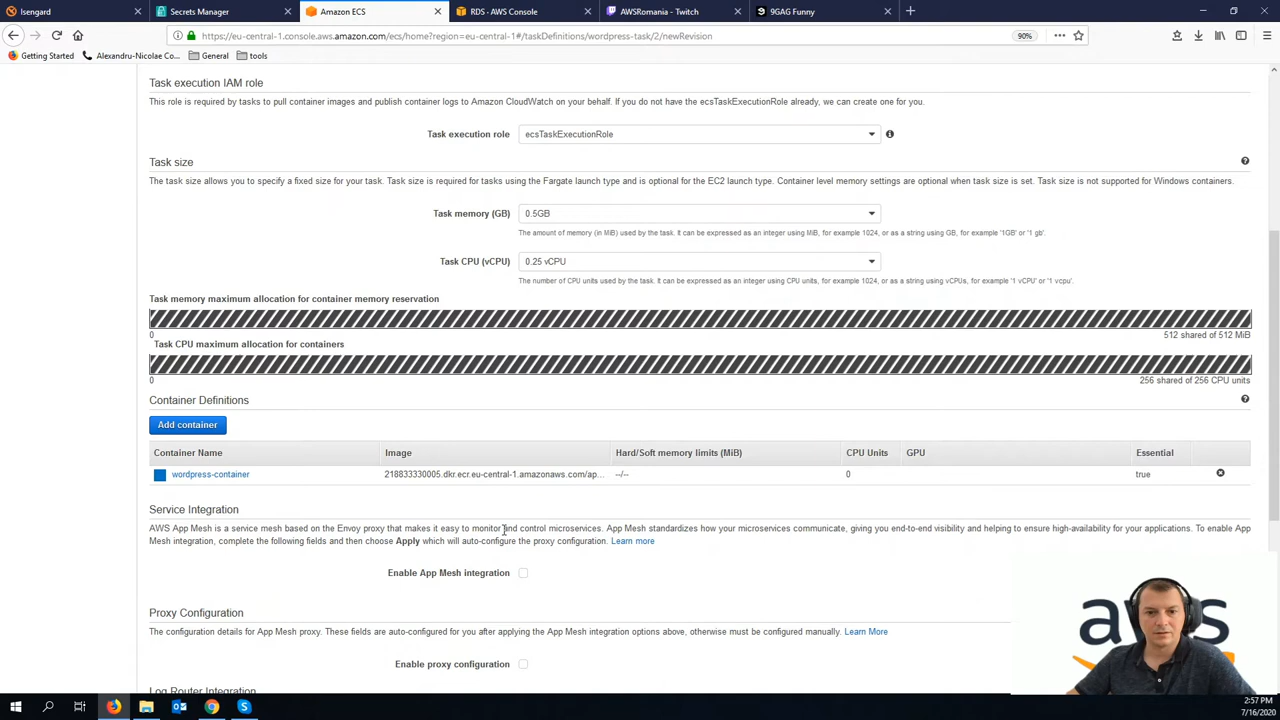 Isengard
Secrets Manager
Amazon ECS
RDS · AWS Console
AWSRomania - Twitch
9GAG Funny
https://eu-central-1.console.aws.amazon.com/ecs/home?region=eu-central-1#/taskDefinitions/wordpress-task/2/newRevision
90%
Getting Started
Alexandru-Nicolae Co...
General
tools
Task execution IAM role
This role is required by tasks to pull container images and publish container logs to Amazon CloudWatch on your behalf. If you do not have the ecsTaskExecutionRole already, we can create one for you.
Task execution role
ecsTaskExecutionRole
Task size
The task size allows you to specify a fixed size for your task. Task size is required for tasks using the Fargate launch type and is optional for the EC2 launch type. Container level memory settings are optional when task size is set. Task size is not supported for Windows containers.
Task memory (GB)
0.5GB
The amount of memory (in MiB) used by the task. It can be expressed as an integer using MiB, for example 1024, or as a string using GB, for example '1GB' or '1 gb'.
Task CPU (vCPU)
0.25 vCPU
The number of CPU units used by the task. It can be expressed as an integer using CPU units, for example 1024, or as a string using vCPUs, for example '1 vCPU' or '1 vcpu'.
Task memory maximum allocation for container memory reservation
0
512 shared of 512 MiB
Task CPU maximum allocation for containers
0
256 shared of 256 CPU units
Container Definitions
Add container
Container Name
Image
Hard/Soft memory limits (MiB)
CPU Units
GPU
Essential
wordpress-container
218833330005.dkr.ecr.eu-central-1.amazonaws.com/ap...
--/--
0
true
Service Integration
AWS App Mesh is a service mesh based on the Envoy proxy that makes it easy to monitor and control microservices. App Mesh standardizes how your microservices communicate, giving you end-to-end visibility and helping to ensure high-availability for your applications. To enable App
Mesh integration, complete the following fields and then choose Apply which will auto-configure the proxy configuration. Learn more
Enable App Mesh integration
Proxy Configuration
The configuration details for App Mesh proxy. These fields are auto-configured for you after applying the App Mesh integration options above, otherwise must be configured manually. Learn More
Enable proxy configuration
Log Router Integration
aws
2:57 PM
7/16/2020